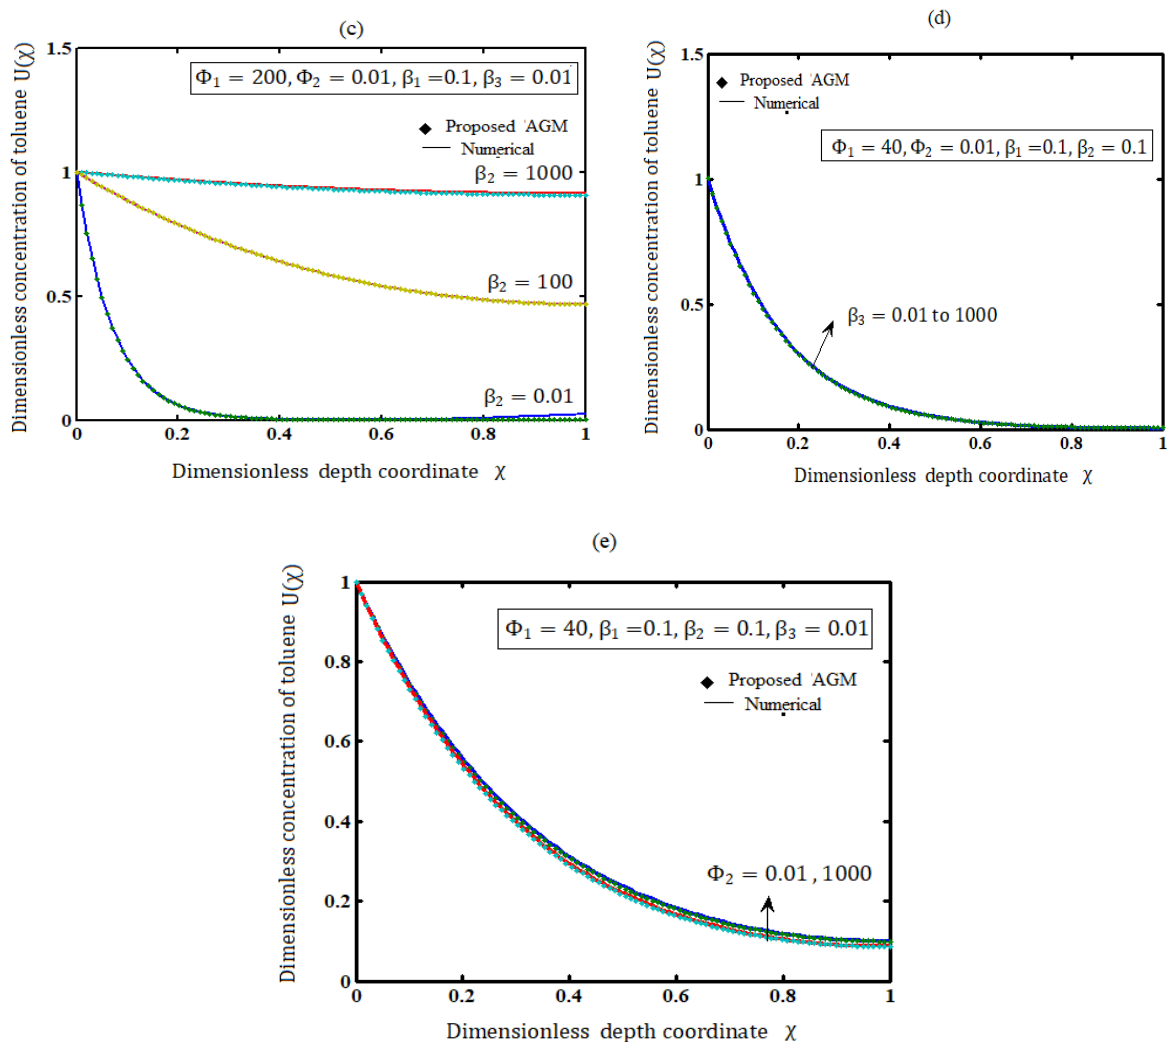 (c)
1.5
Φ₁ = 200, Φ₂ = 0.01, β₁ =0.1, β₃ = 0.01
Proposed AGM
Numerical
β₂ = 1000
1
β₂ = 100
0.5
β₂ = 0.01
0
0 0.2 0.4 0.6 0.8 1
Dimensionless depth coordinate χ
Dimensionless concentration of toluene U(χ)
(d)
1.5
Proposed AGM
Numerical
Φ₁ = 40, Φ₂ = 0.01, β₁ =0.1, β₂ = 0.1
1
0.5
β₃ = 0.01 to 1000
0
0 0.2 0.4 0.6 0.8 1
Dimensionless depth coordinate χ
Dimensionless concentration of toluene U(χ)
(e)
1
Φ₁ = 40, β₁ =0.1, β₂ = 0.1, β₃ = 0.01
Proposed AGM
Numerical
0.8
0.6
0.4
Φ₂ = 0.01 , 1000
0.2
0
0 0.2 0.4 0.6 0.8 1
Dimensionless depth coordinate χ
Dimensionless concentration of toluene U(χ)